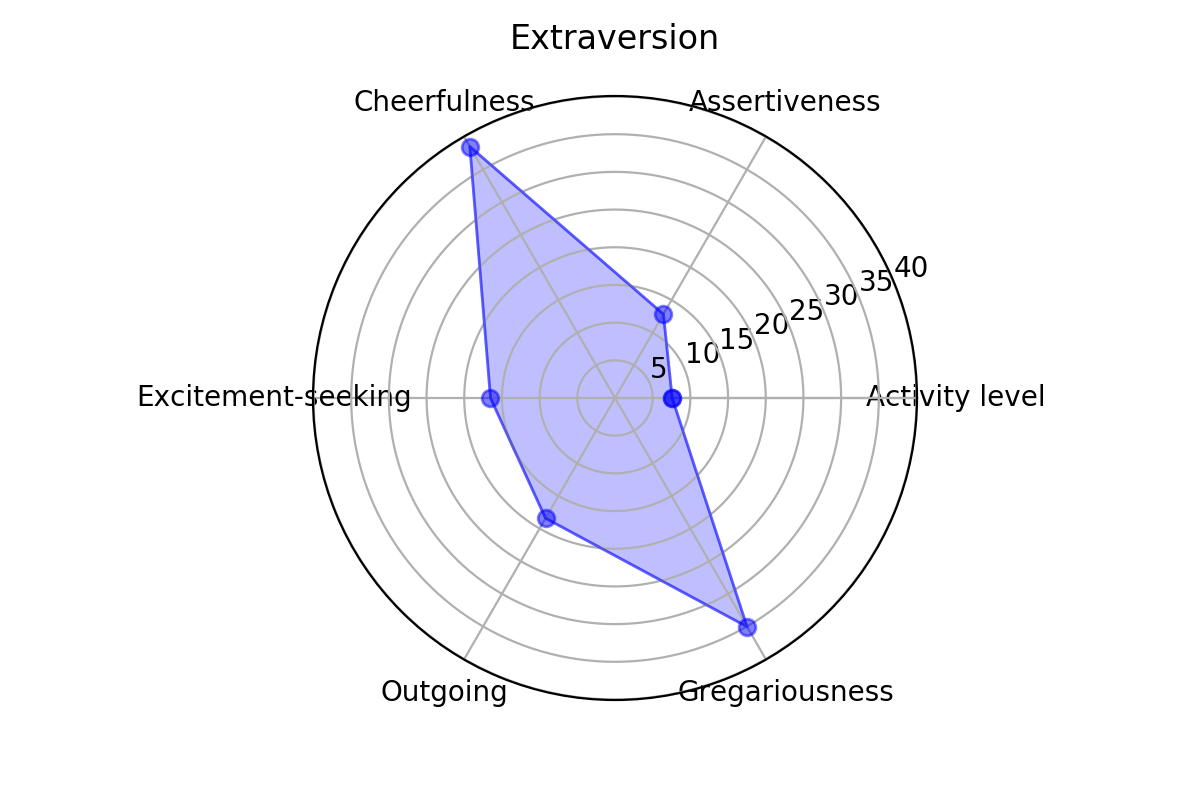 Extraversion
Cheerfulness
Assertiveness
40
35
30
25
20
15
10
5
Excitement-seeking
Activity level
Outgoing
Gregariousness